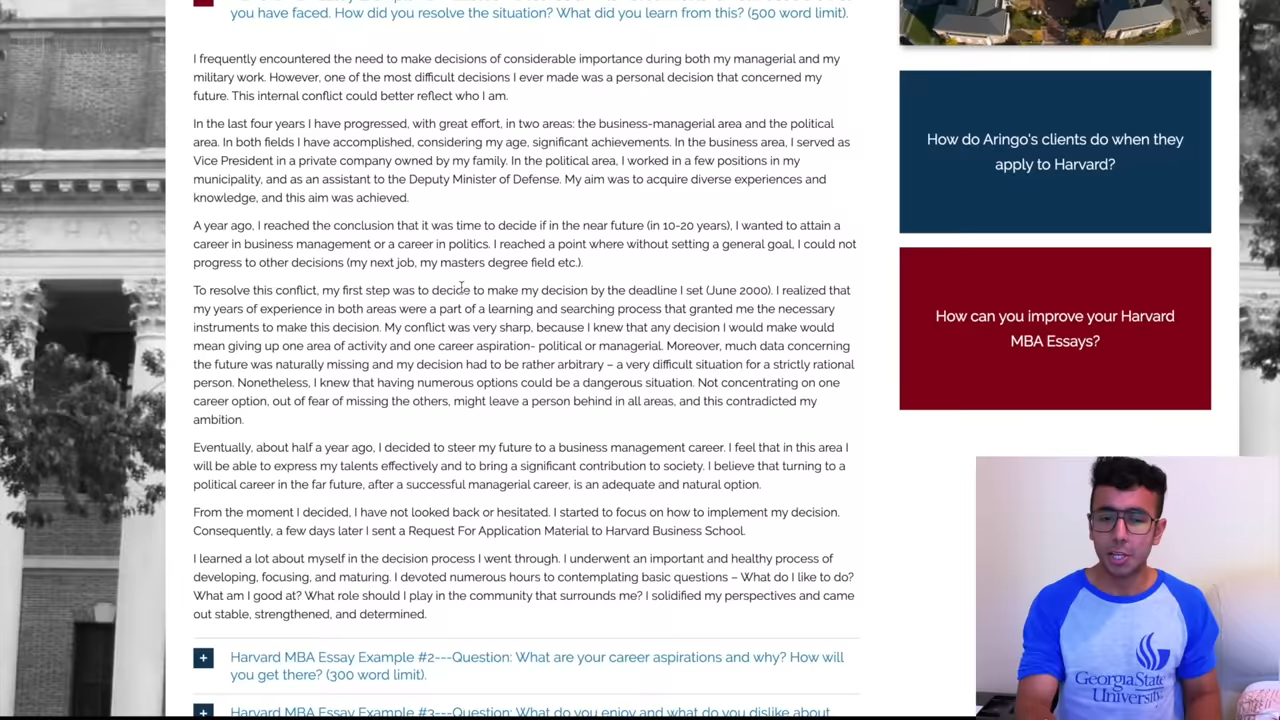 you have faced. How did you resolve the situation? What did you learn from this? (500 word limit).
I frequently encountered the need to make decisions of considerable importance during both my managerial and my
military work. However, one of the most difficult decisions I ever made was a personal decision that concerned my
future. This internal conflict could better reflect who I am.
In the last four years I have progressed, with great effort, in two areas: the business-managerial area and the political
area. In both fields I have accomplished, considering my age, significant achievements. In the business area, I served as
Vice President in a private company owned by my family. In the political area, I worked in a few positions in my
municipality, and as assistant to the Deputy Minister of Defense. My aim was to acquire diverse experiences and
knowledge, and this aim was achieved.
A year ago, I reached the conclusion that it was time to decide if in the near future (in 10-20 years), I wanted to attain a
career in business management or a career in politics. I reached a point where without setting a general goal, I could not
progress to other decisions (my next job, my masters degree field etc.).
To resolve this conflict, my first step was to decide to make my decision by the deadline I set (June 2000). I realized that
my years of experience in both areas were a part of a learning and searching process that granted me the necessary
instruments to make this decision. My conflict was very sharp, because I knew that any decision I would make would
mean giving up one area of activity and one career aspiration- political or managerial. Moreover, much data concerning
the future was naturally missing and my decision had to be rather arbitrary – a very difficult situation for a strictly rational
person. Nonetheless, I knew that having numerous options could be a dangerous situation. Not concentrating on one
career option, out of fear of missing the others, might leave a person behind in all areas, and this contradicted my
ambition.
Eventually, about half a year ago, I decided to steer my future to a business management career. I feel that in this area I
will be able to express my talents effectively and to bring a significant contribution to society. I believe that turning to a
political career in the far future, after a successful managerial career, is an adequate and natural option.
From the moment I decided, I have not looked back or hesitated. I started to focus on how to implement my decision.
Consequently, a few days later I sent a Request For Application Material to Harvard Business School.
I learned a lot about myself in the decision process I went through. I underwent an important and healthy process of
developing, focusing, and maturing. I devoted numerous hours to contemplating basic questions – What do I like to do?
What am I good at? What role should I play in the community that surrounds me? I solidified my perspectives and came
out stable, strengthened, and determined.
+ Harvard MBA Essay Example #2---Question: What are your career aspirations and why? How will
you get there? (300 word limit).
+ Harvard MBA Essay Example #3---Question: What do you enjoy and what do you dislike about
How do Aringo's clients do when they
apply to Harvard?
How can you improve your Harvard
MBA Essays?
Georgia State
University